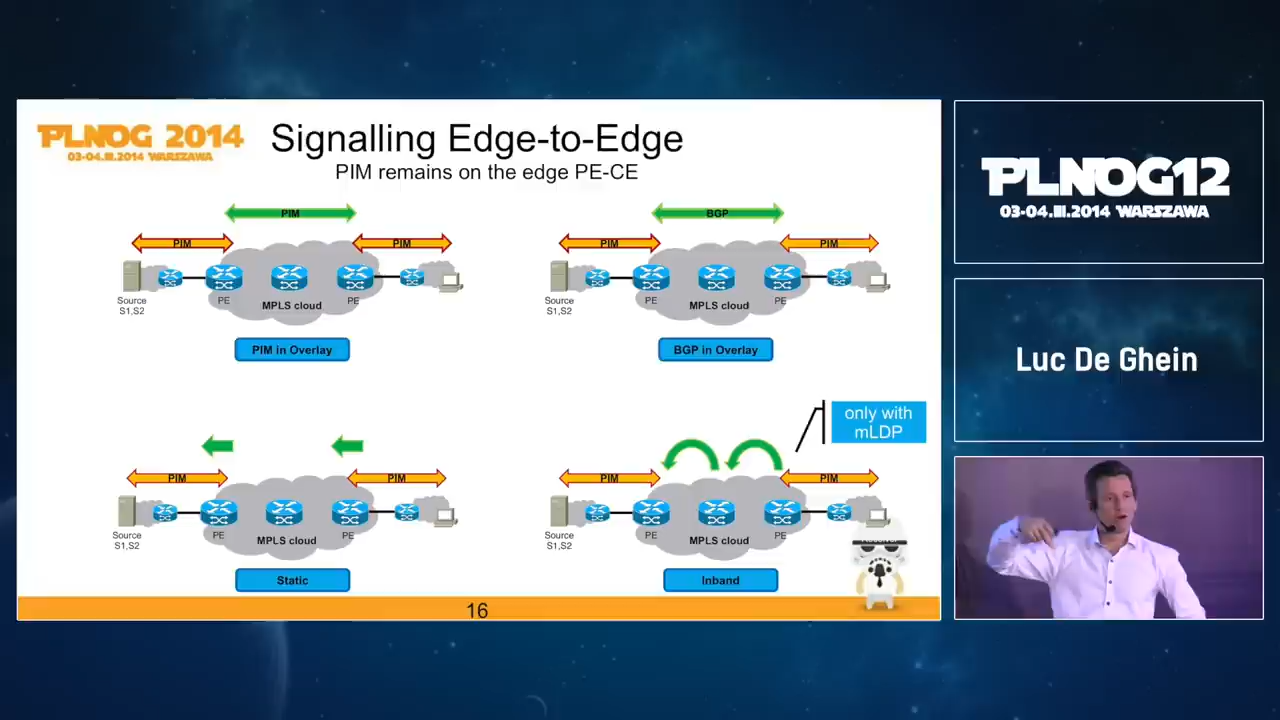 PLNOG 2014
03-04.III.2014 WARSZAWA
Signalling Edge-to-Edge
PIM remains on the edge PE-CE
PIM
PIM
PIM
Source
S1,S2
PE
MPLS cloud
PE
PIM in Overlay
BGP
PIM
PIM
Source
S1,S2
PE
MPLS cloud
PE
BGP in Overlay
PIM
PIM
Source
S1,S2
PE
MPLS cloud
PE
Static
only with
mLDP
PIM
PIM
Source
S1,S2
PE
MPLS cloud
PE
Inband
16
PLNOG12
03-04.III.2014 WARSZAWA
Luc De Ghein